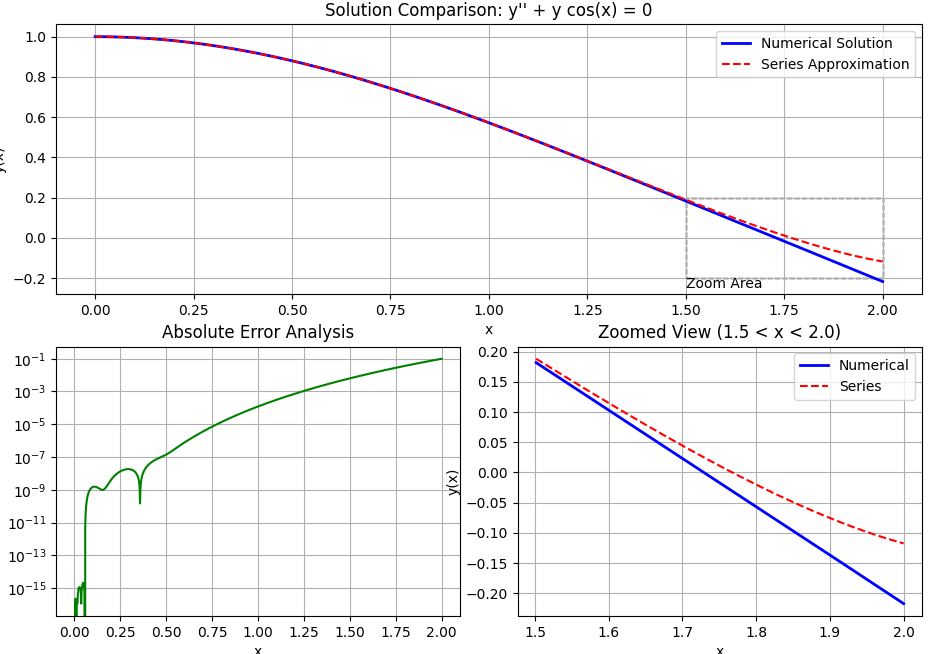 Solution Comparison: y'' + y cos(x) = 0
1.0
0.8
0.6
0.4
0.2
0.0
−0.2
y(x)
Numerical Solution
Series Approximation
Zoom Area
0.00 0.25 0.50 0.75 1.00 1.25 1.50 1.75 2.00
x
Absolute Error Analysis
10⁻¹
10⁻³
10⁻⁵
10⁻⁷
10⁻⁹
10⁻¹¹
10⁻¹³
10⁻¹⁵
0.00 0.25 0.50 0.75 1.00 1.25 1.50 1.75 2.00
x
Zoomed View (1.5 < x < 2.0)
0.20
0.15
0.10
0.05
0.00
−0.05
−0.10
−0.15
−0.20
y(x)
Numerical
Series
1.5 1.6 1.7 1.8 1.9 2.0
x